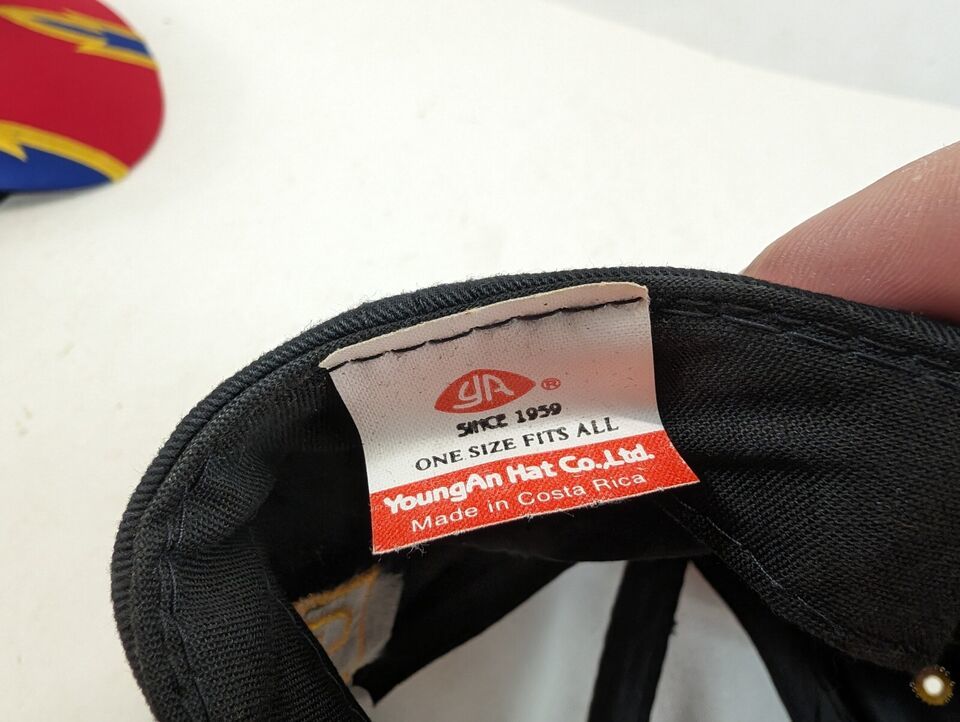 YA ®
SINCE 1959
ONE SIZE FITS ALL
YoungAn Hat Co.,Ltd.
Made in Costa Rica